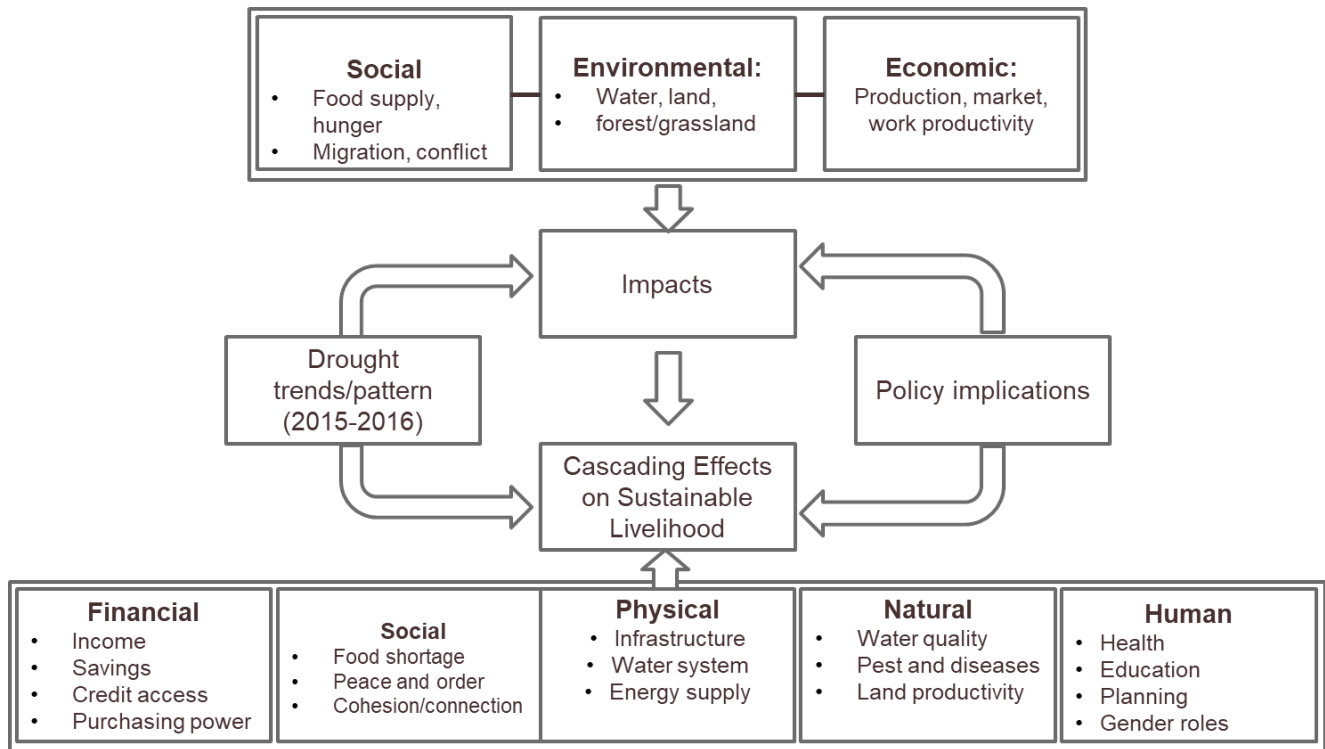 Social
• Food supply,
hunger
• Migration, conflict
Environmental:
• Water, land,
• forest/grassland
Economic:
Production, market,
work productivity
Impacts
Drought
trends/pattern
(2015-2016)
Policy implications
Cascading Effects
on Sustainable
Livelihood
Financial
• Income
• Savings
• Credit access
• Purchasing power
Social
• Food shortage
• Peace and order
• Cohesion/connection
Physical
• Infrastructure
• Water system
• Energy supply
Natural
• Water quality
• Pest and diseases
• Land productivity
Human
• Health
• Education
• Planning
• Gender roles